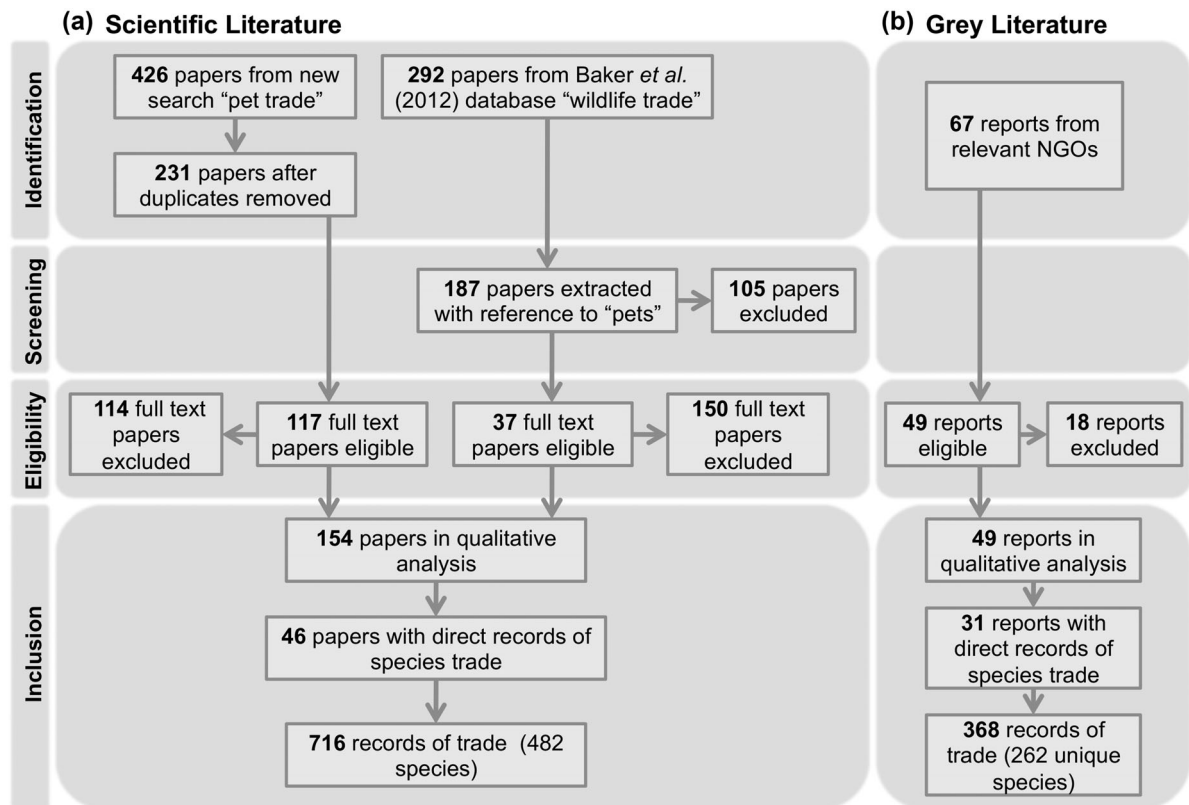 (a) Scientific Literature
(b) Grey Literature
Identification
426 papers from new
search “pet trade”
292 papers from Baker et al.
(2012) database “wildlife trade”
67 reports from
relevant NGOs
231 papers after
duplicates removed
Screening
187 papers extracted
with reference to “pets”
105 papers
excluded
Eligibility
114 full text
papers
excluded
117 full text
papers eligible
37 full text
papers eligible
150 full text
papers
excluded
49 reports
eligible
18 reports
excluded
Inclusion
154 papers in qualitative
analysis
46 papers with direct records of
species trade
716 records of trade (482
species)
49 reports in
qualitative analysis
31 reports with
direct records of
species trade
368 records of
trade (262 unique
species)